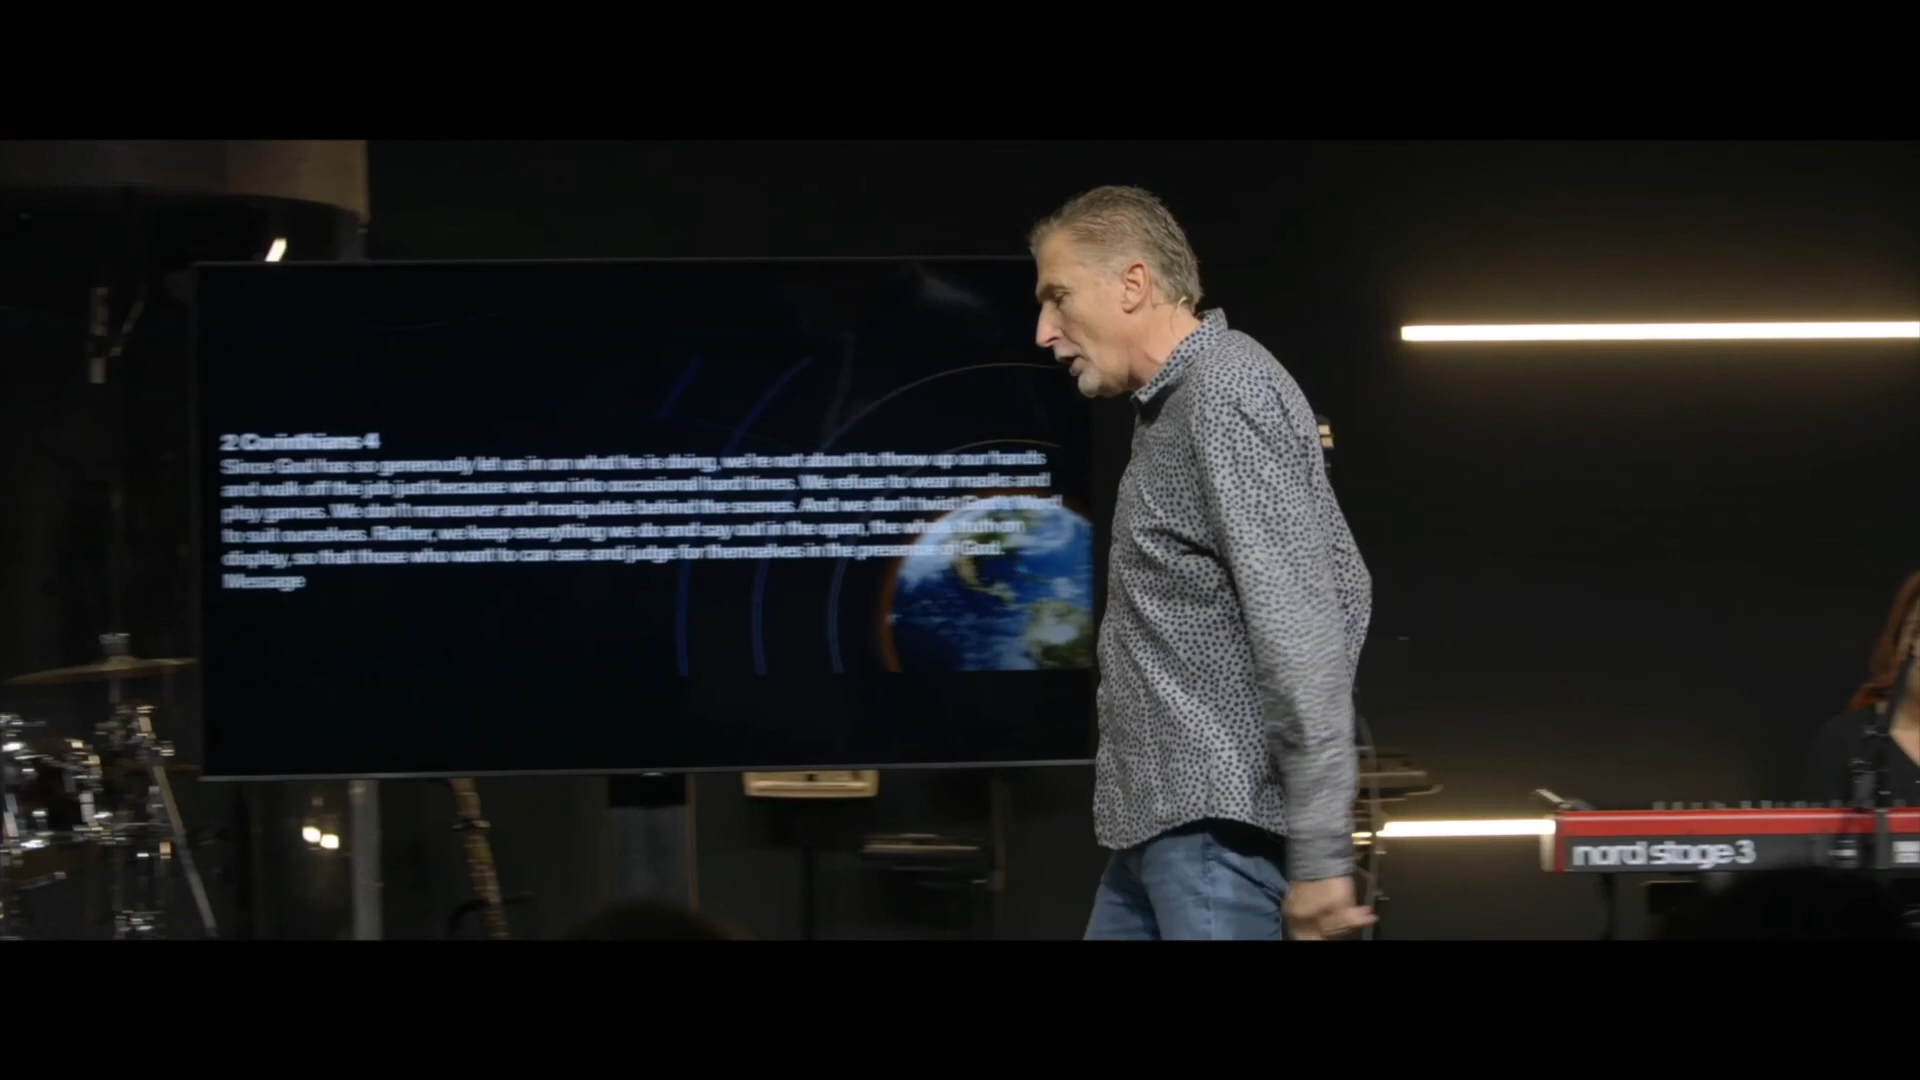 2 Corinthians 4
Since God has so generously let us in on what he is doing, we're not about to throw up our hands
and walk off the job just because we run into occasional hard times. We refuse to wear masks and
play games. We don't maneuver and manipulate behind the scenes. And we don't twist God's Word
to suit ourselves. Rather, we keep everything we do and say out in the open, the whole truth on
display, so that those who want to can see and judge for themselves in the presence of God.
Message
nord stage 3